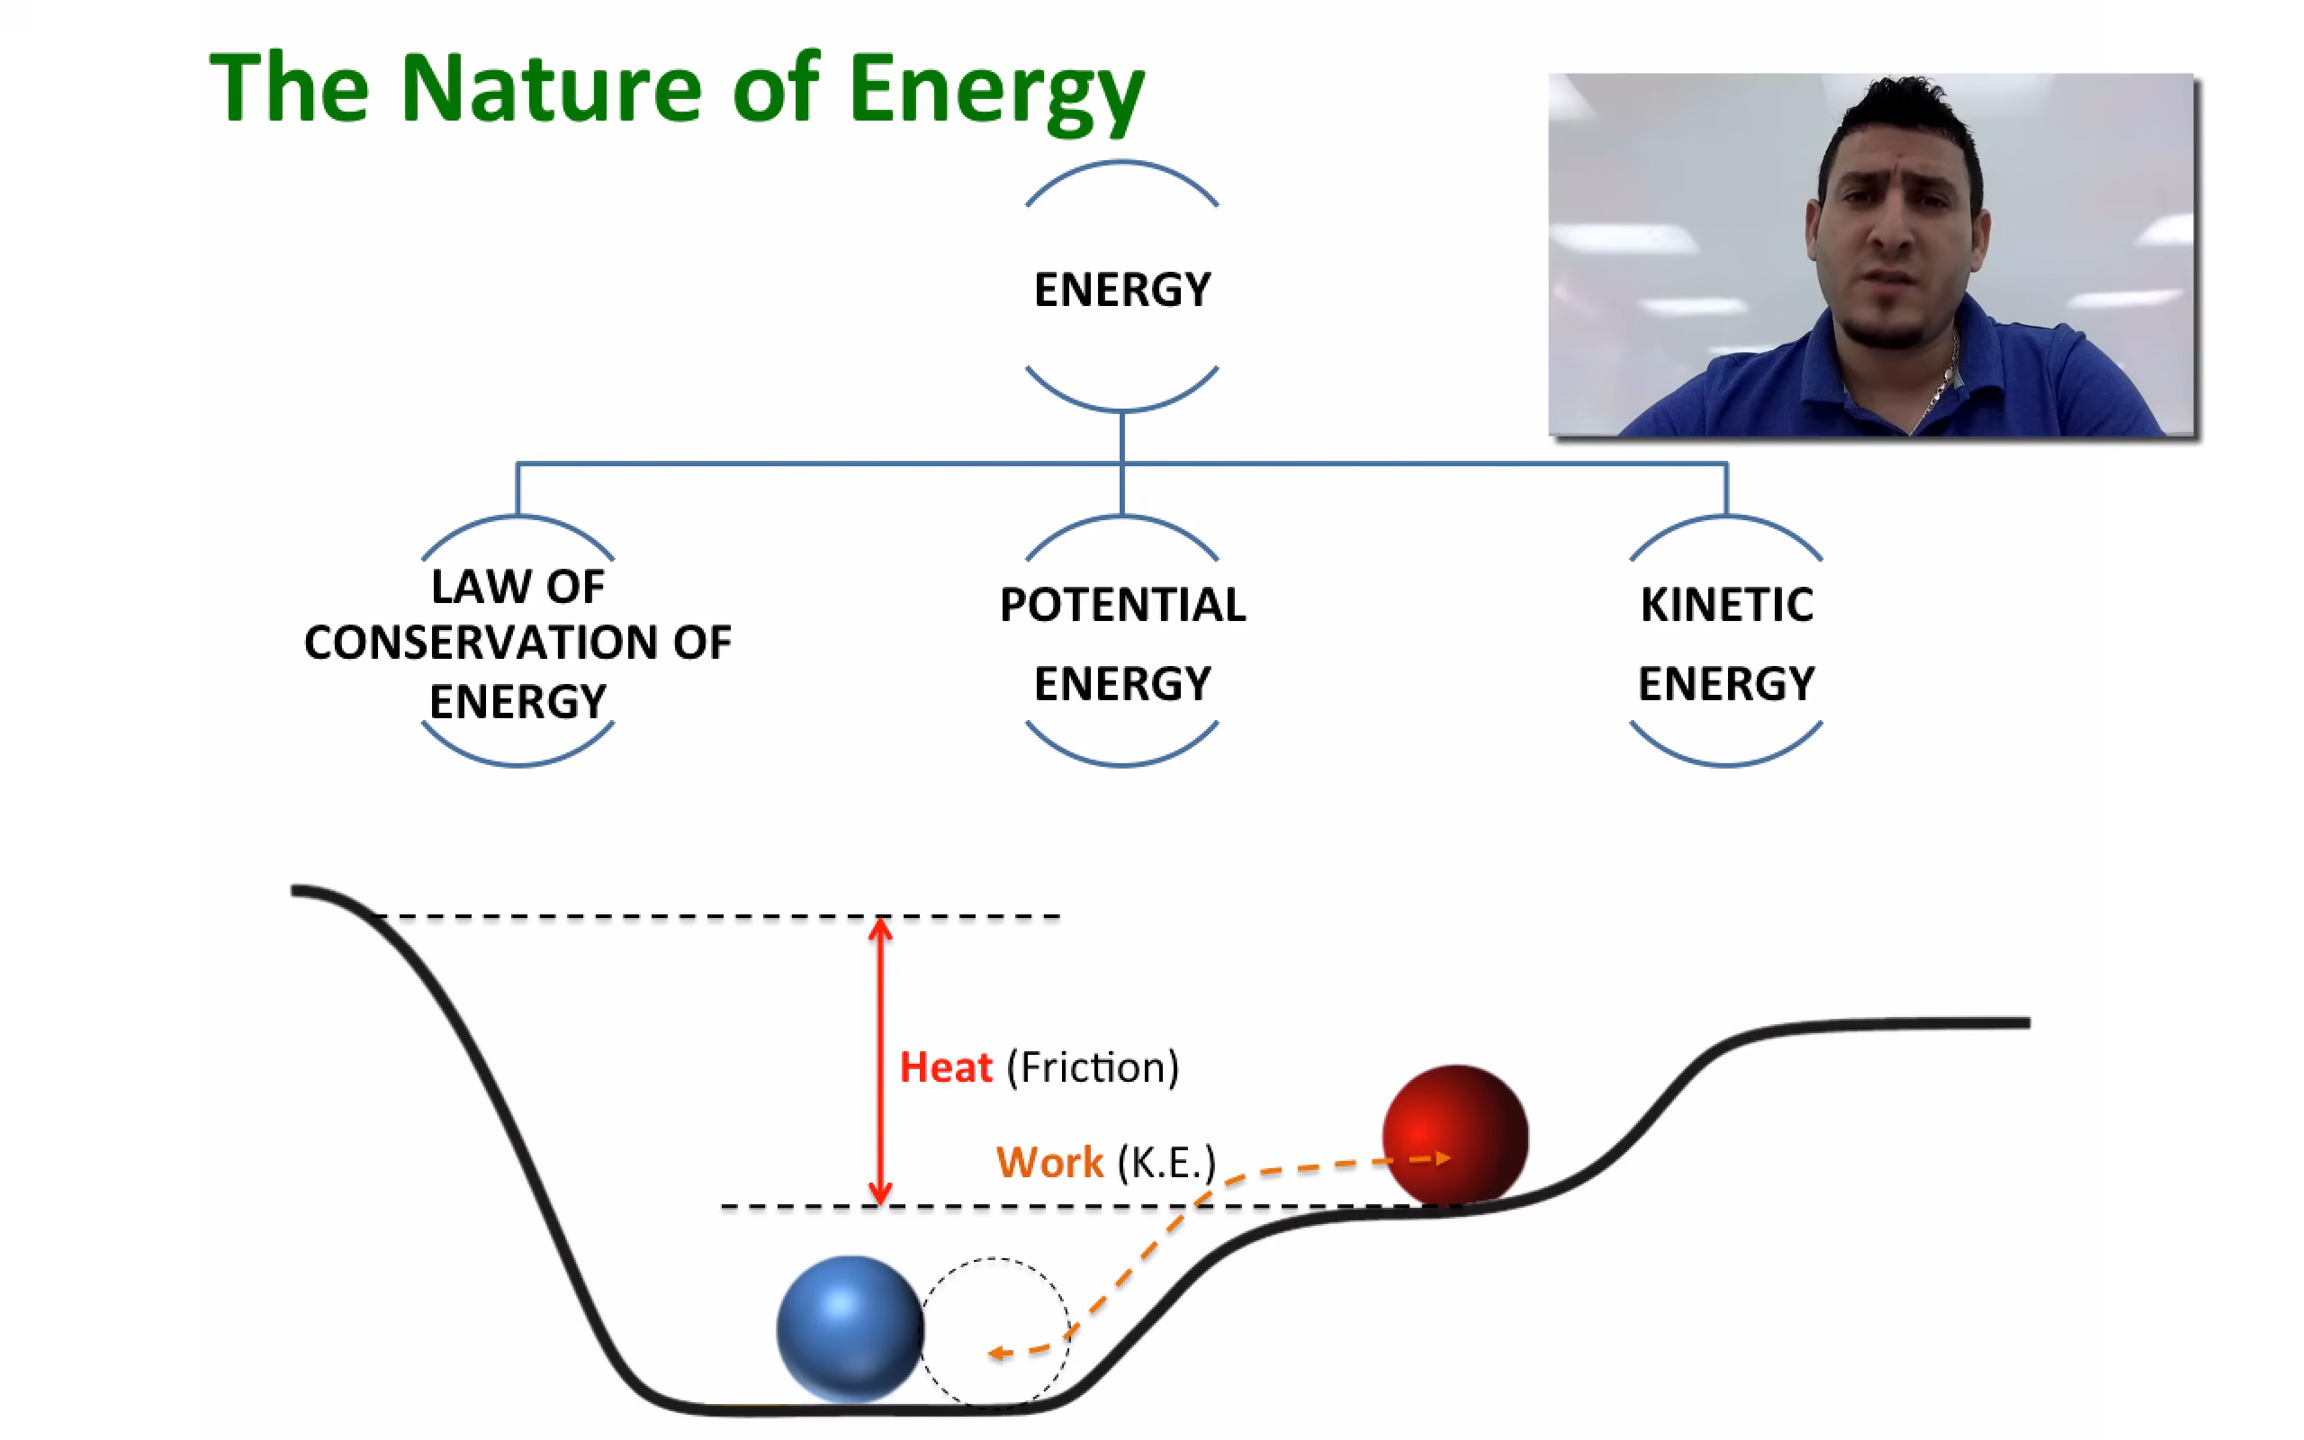 The Nature of Energy
ENERGY
LAW OF
CONSERVATION OF
ENERGY
POTENTIAL
ENERGY
KINETIC
ENERGY
Heat (Friction)
Work (K.E.)